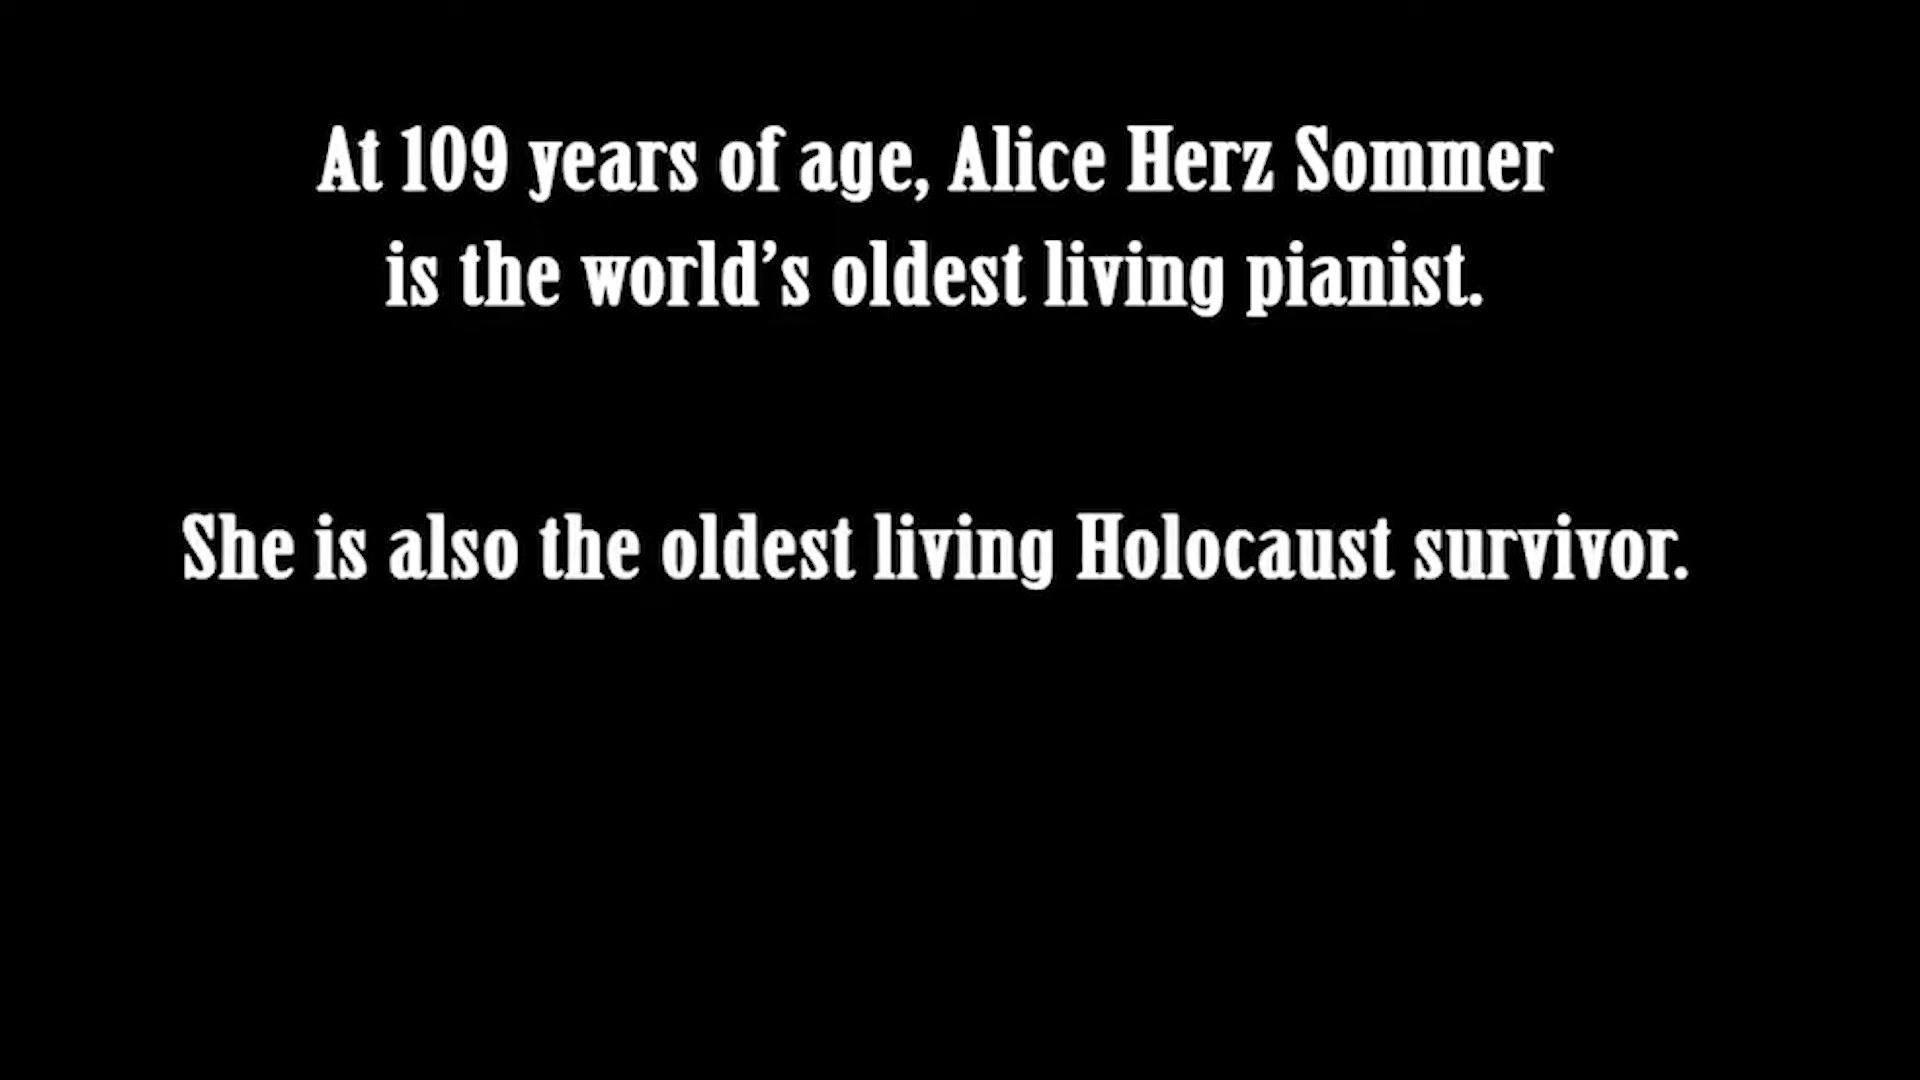 At 109 years of age, Alice Herz Sommer
is the world’s oldest living pianist.
She is also the oldest living Holocaust survivor.